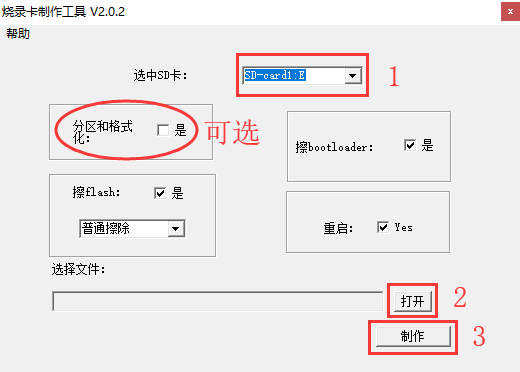 烧录卡制作工具 V2.0.2
帮助
选中SD卡：
SD-card1:E
1
分区和格式
化：
是
可选
擦bootloader：
是
擦flash：
是
普通擦除
重启：
Yes
选择文件：
打开
2
制作
3